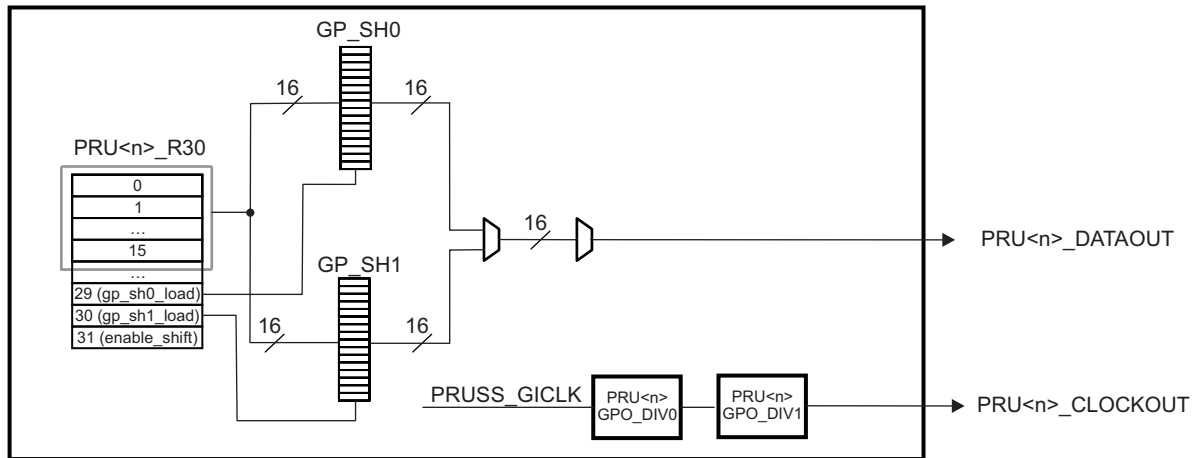 GP_SH0
16
16
PRU<n>_R30
0
1
...
15
...
29 (gp_sh0_load)
30 (gp_sh1_load)
31 (enable_shift)
GP_SH1
16
16
16
PRU<n>_DATAOUT
PRUSS_GICLK
PRU<n>
GPO_DIV0
PRU<n>
GPO_DIV1
PRU<n>_CLOCKOUT